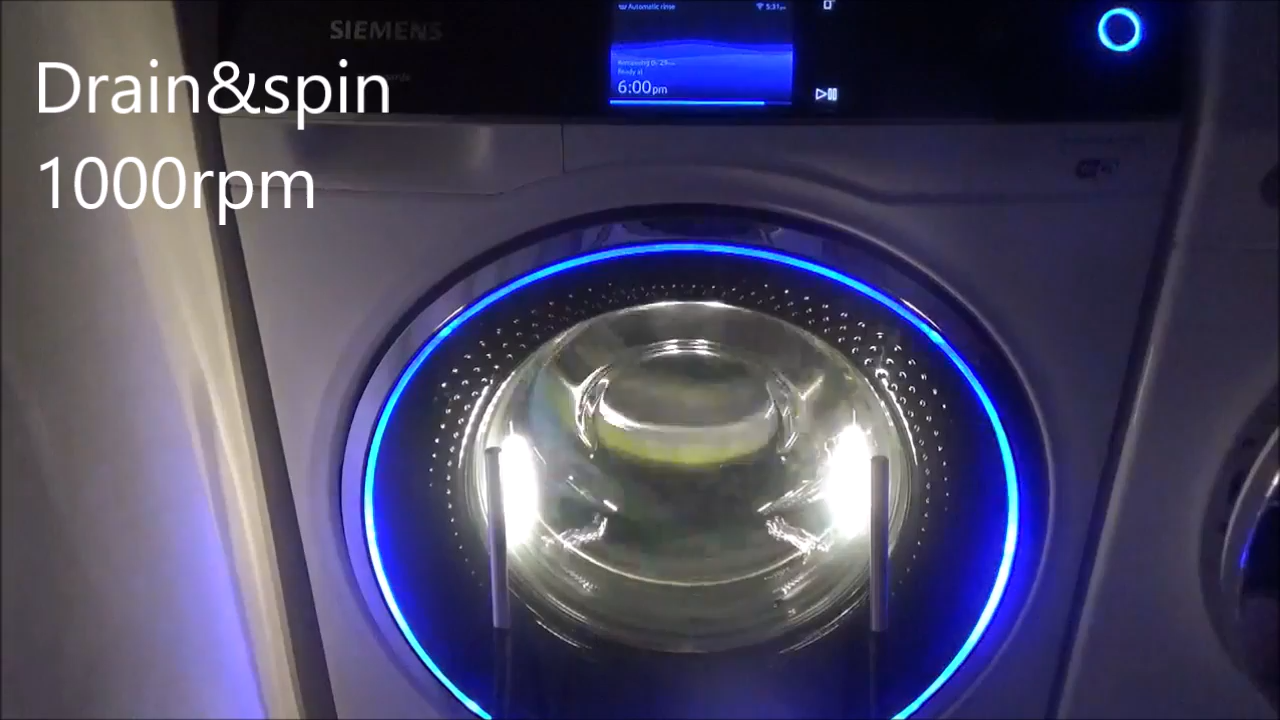 SIEMENS
Automatic rinse
5:31
Ready at
6:00pm
Drain&spin
1000rpm